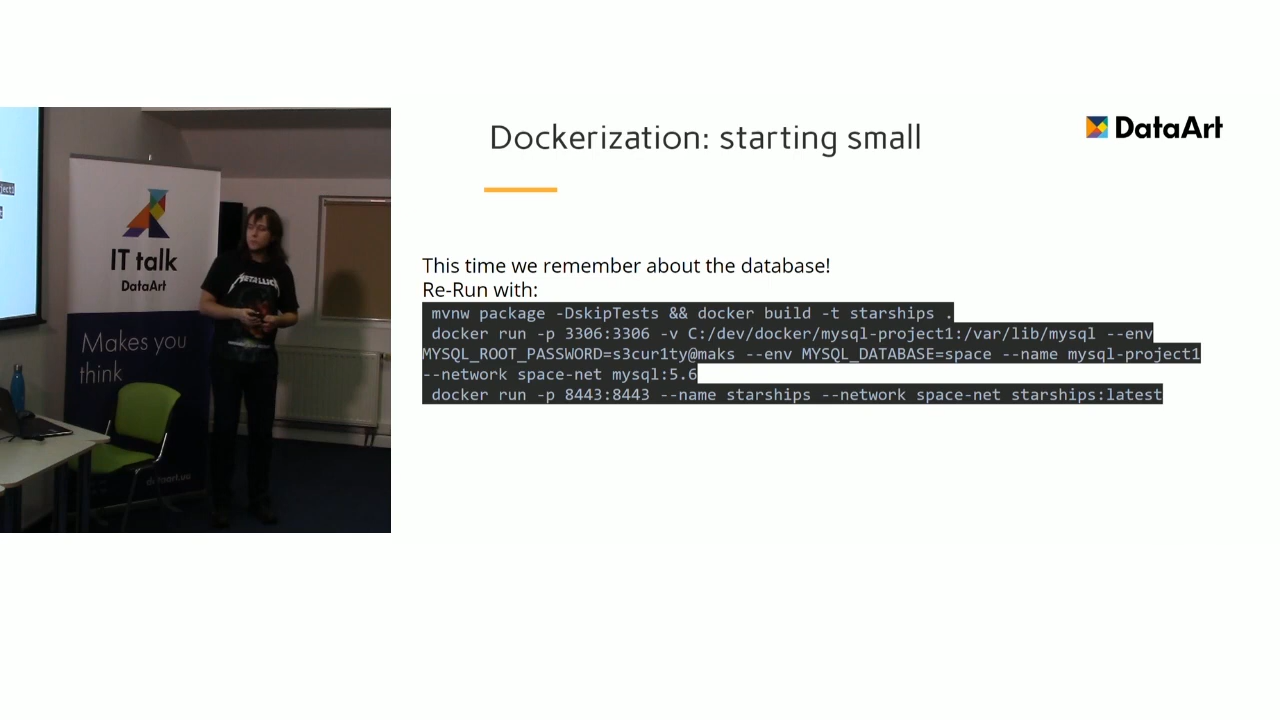 Dockerization: starting small
DataArt
This time we remember about the database!
Re-Run with:
mvnw package -DskipTests && docker build -t starships .
docker run -p 3306:3306 -v C:/dev/docker/mysql-project1:/var/lib/mysql --env
MYSQL_ROOT_PASSWORD=s3cur1ty@maks --env MYSQL_DATABASE=space --name mysql-project1
--network space-net mysql:5.6
docker run -p 8443:8443 --name starships --network space-net starships:latest
IT talk
DataArt
Makes you
think
METALLICA